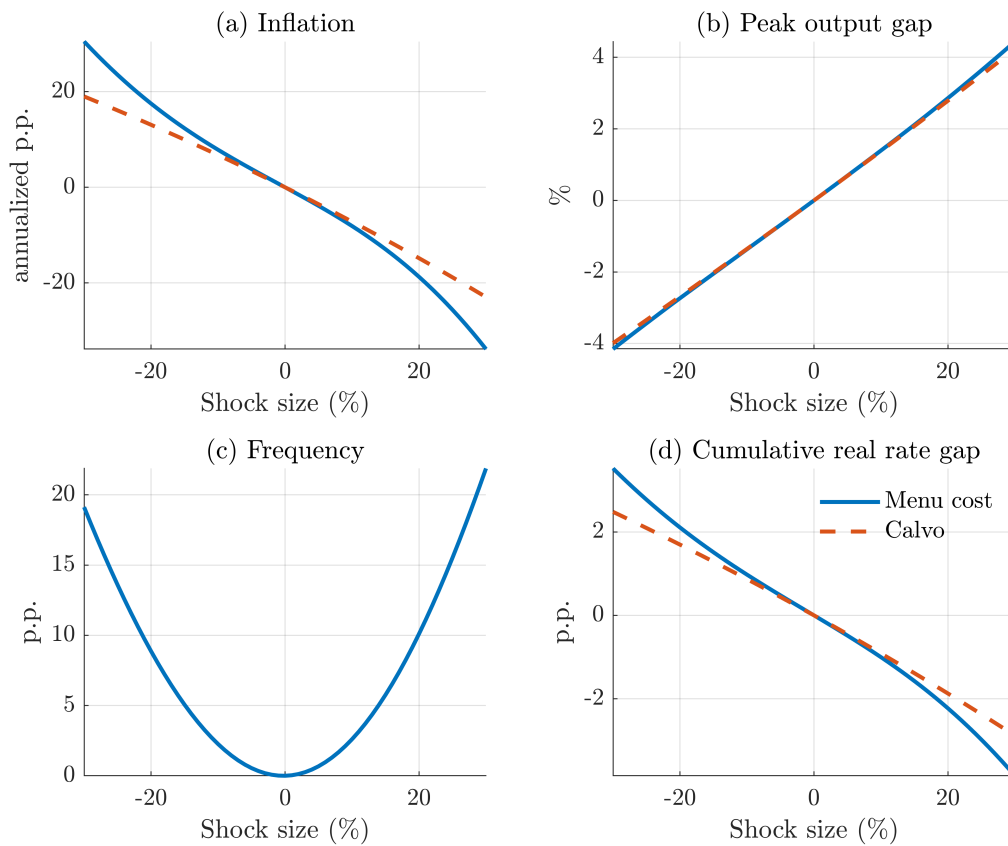 (a) Inflation
annualized p.p.
20
0
-20
-20
0
20
Shock size (%)
(b) Peak output gap
%
4
2
0
-2
-4
-20
0
20
Shock size (%)
(c) Frequency
p.p.
20
15
10
5
0
-20
0
20
Shock size (%)
(d) Cumulative real rate gap
Menu cost
Calvo
p.p.
2
0
-2
-20
0
20
Shock size (%)